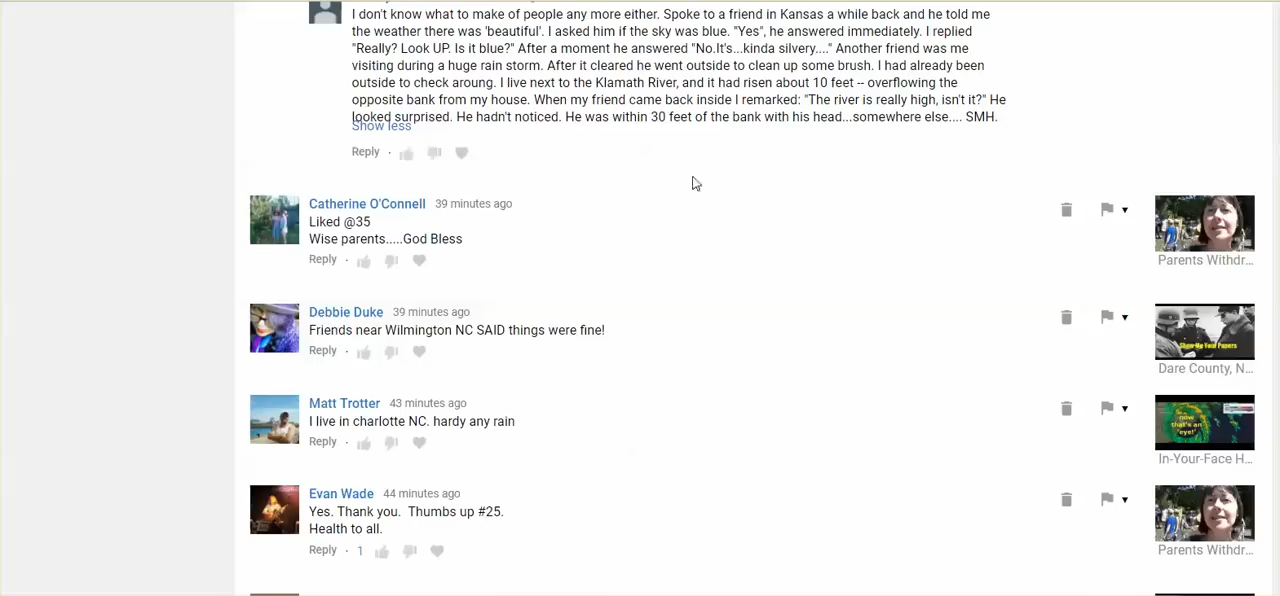 I don't know what to make of people any more either. Spoke to a friend in Kansas a while back and he told me
the weather there was 'beautiful'. I asked him if the sky was blue. "Yes", he answered immediately. I replied
"Really? Look UP. Is it blue?" After a moment he answered "No.It's...kinda silvery...." Another friend was me
visiting during a huge rain storm. After it cleared he went outside to clean up some brush. I had already been
outside to check aroung. I live next to the Klamath River, and it had risen about 10 feet -- overflowing the
opposite bank from my house. When my friend came back inside I remarked: "The river is really high, isn't it?" He
looked surprised. He hadn't noticed. He was within 30 feet of the bank with his head...somewhere else.... SMH.
Show less
Reply ·
Catherine O'Connell 39 minutes ago
Liked @35
Wise parents.....God Bless
Reply ·
Parents Withdr...
Debbie Duke 39 minutes ago
Friends near Wilmington NC SAID things were fine!
Reply ·
Show Me Your Papers
Dare County, N...
Matt Trotter 43 minutes ago
I live in charlotte NC. hardy any rain
Reply ·
now
that's an
eye!
In-Your-Face H...
Evan Wade 44 minutes ago
Yes. Thank you. Thumbs up #25.
Health to all.
Reply · 1
Parents Withdr...